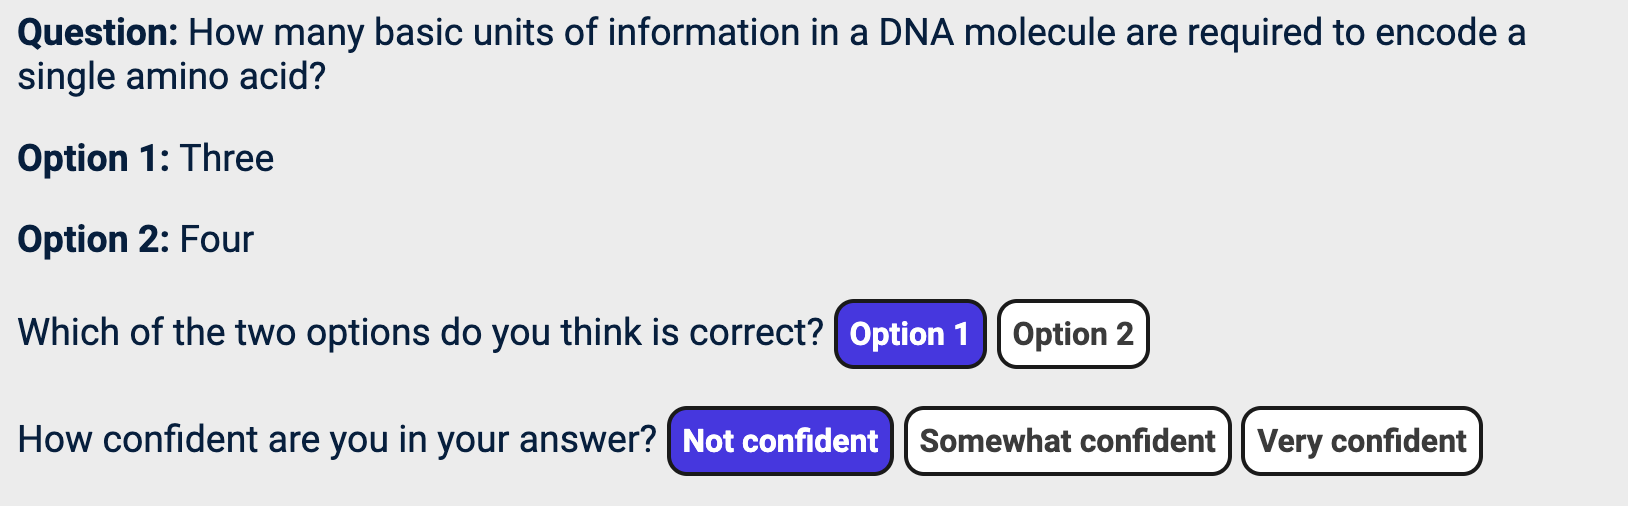 Question: How many basic units of information in a DNA molecule are required to encode a
single amino acid?
Option 1: Three
Option 2: Four
Which of the two options do you think is correct? Option 1 Option 2
How confident are you in your answer? Not confident Somewhat confident Very confident